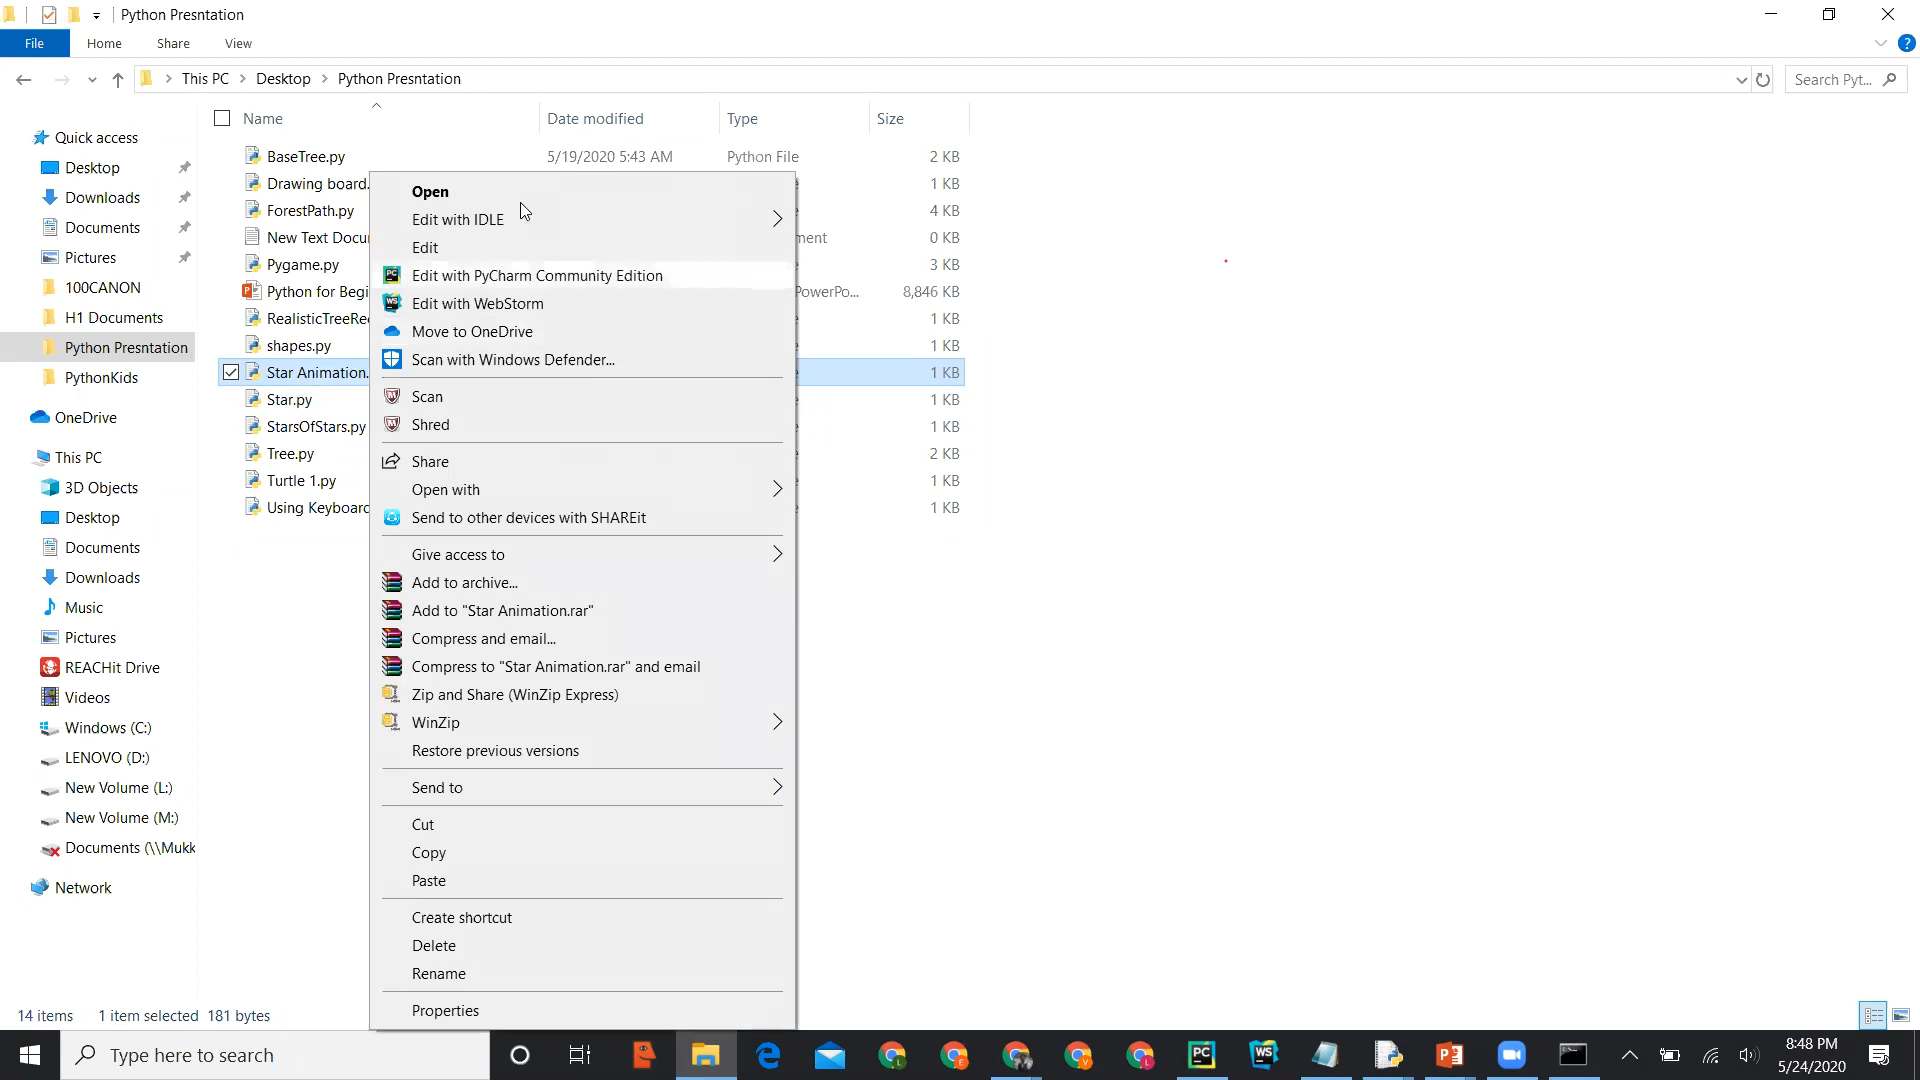 Python Presntation
File Home Share View
This PC Desktop Python Presntation
Search Pyt...
Name Date modified Type Size
Quick access
Desktop
Downloads
Documents
Pictures
100CANON
H1 Documents
Python Presntation
PythonKids
OneDrive
This PC
3D Objects
Desktop
Documents
Downloads
Music
Pictures
REACHit Drive
Videos
Windows (C:)
LENOVO (D:)
New Volume (L:)
New Volume (M:)
Documents (\\Mukk
Network
BaseTree.py 5/19/2020 5:43 AM Python File 2 KB
Drawing board. 1 KB
ForestPath.py 4 KB
New Text Docu ment 0 KB
Pygame.py 3 KB
Python for Begi PowerPo... 8,846 KB
RealisticTreeRe 1 KB
shapes.py 1 KB
Star Animation. 1 KB
Star.py 1 KB
StarsOfStars.py 1 KB
Tree.py 2 KB
Turtle 1.py 1 KB
Using Keyboard 1 KB
Open
Edit with IDLE
Edit
Edit with PyCharm Community Edition
Edit with WebStorm
Move to OneDrive
Scan with Windows Defender...
Scan
Shred
Share
Open with
Send to other devices with SHAREit
Give access to
Add to archive...
Add to "Star Animation.rar"
Compress and email...
Compress to "Star Animation.rar" and email
Zip and Share (WinZip Express)
WinZip
Restore previous versions
Send to
Cut
Copy
Paste
Create shortcut
Delete
Rename
Properties
14 items 1 item selected 181 bytes
Type here to search
8:48 PM
5/24/2020